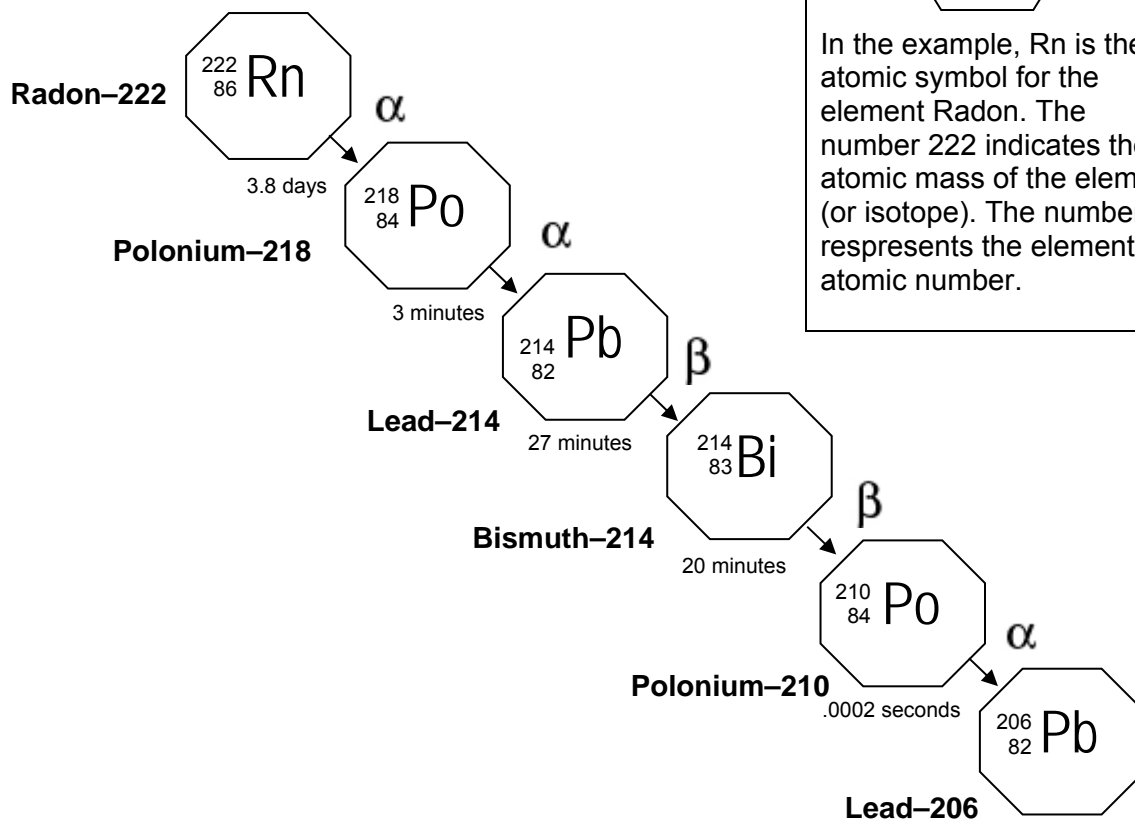 222
86 Rn
Radon–222
α
3.8 days
218
84 Po
Polonium–218
α
3 minutes
214
82 Pb
Lead–214
β
27 minutes
214
83 Bi
Bismuth–214
β
20 minutes
210
84 Po
Polonium–210
α
.0002 seconds
206
82 Pb
Lead–206
In the example, Rn is the
atomic symbol for the
element Radon. The
number 222 indicates the
atomic mass of the elem
(or isotope). The numbe
respresents the element
atomic number.